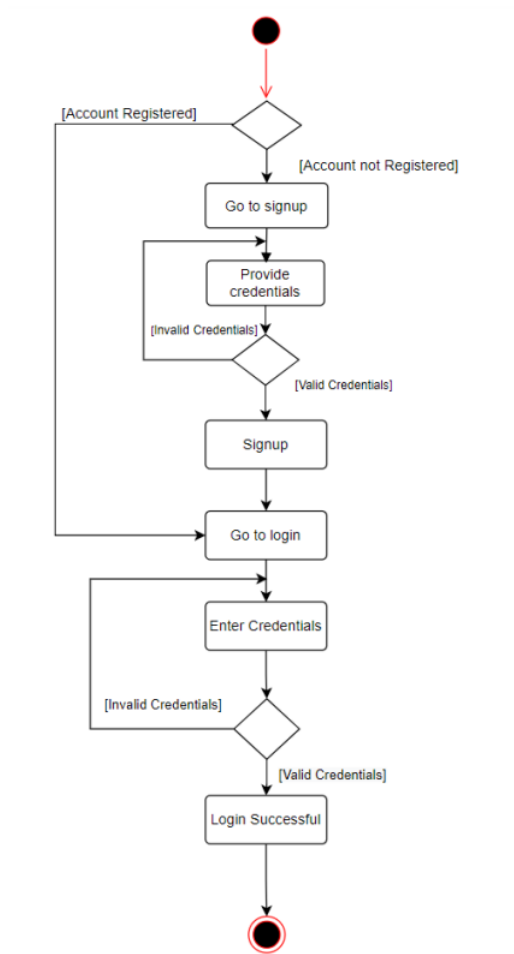 [Account Registered]
[Account not Registered]
Go to signup
Provide
credentials
[Invalid Credentials]
[Valid Credentials]
Signup
Go to login
Enter Credentials
[Invalid Credentials]
[Valid Credentials]
Login Successful